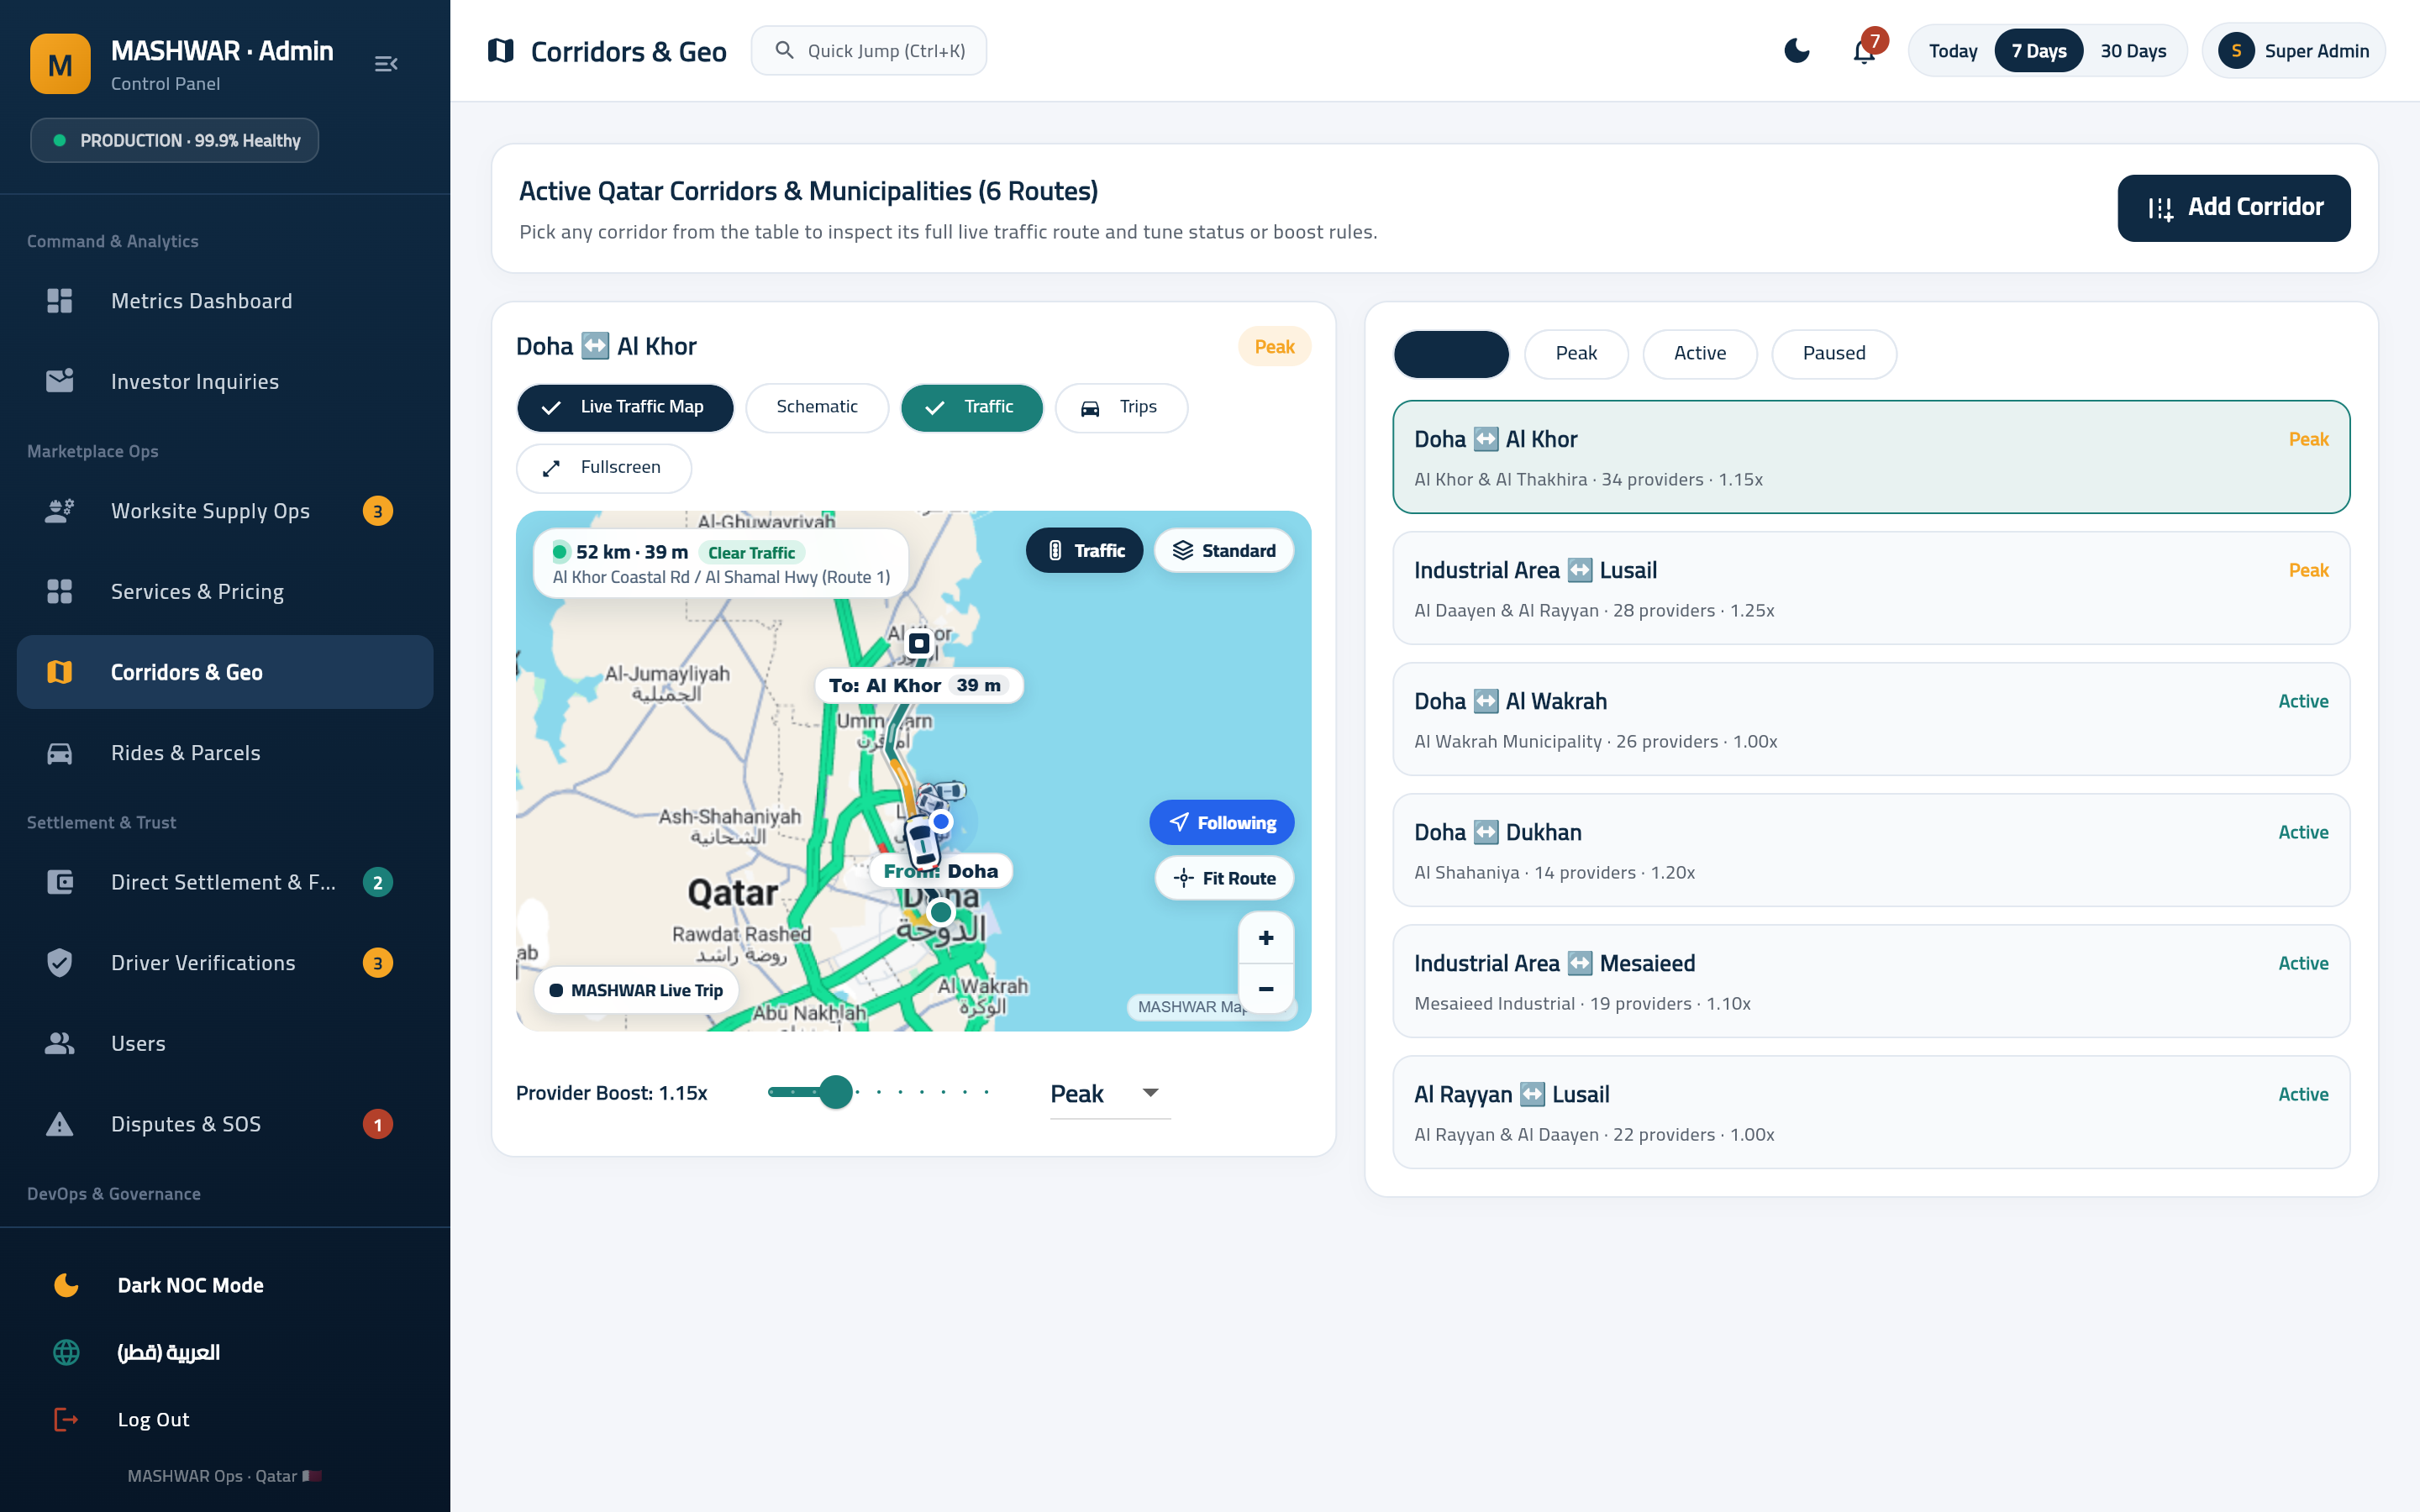 M
MASHWAR · Admin
Control Panel
PRODUCTION · 99.9% Healthy
Command & Analytics
Metrics Dashboard
Investor Inquiries
Marketplace Ops
Worksite Supply Ops
3
Services & Pricing
Corridors & Geo
Rides & Parcels
Settlement & Trust
Direct Settlement & F...
2
Driver Verifications
3
Users
Disputes & SOS
1
DevOps & Governance
Dark NOC Mode
العربية (قطر)
Log Out
MASHWAR Ops · Qatar
Corridors & Geo
Quick Jump (Ctrl+K)
7
Today
7 Days
30 Days
S
Super Admin
Active Qatar Corridors & Municipalities (6 Routes)
Pick any corridor from the table to inspect its full live traffic route and tune status or boost rules.
Add Corridor
Doha ↔ Al Khor
Peak
Live Traffic Map
Schematic
Traffic
Trips
Fullscreen
Al-Ghuwayriyah
52 km · 39 m
Clear Traffic
Al Khor Coastal Rd / Al Shamal Hwy (Route 1)
Traffic
Standard
Al-Jumayliyah
الجميلية
To: Al Khor
39 m
Ash-Shahaniyah
الشحانية
Following
From: Doha
Fit Route
Qatar
Doha
الدوحة
Rawdat Rashed
روضة راشد
+
−
Al Wakrah
الوكرة
MASHWAR Live Trip
Abū Nakhlah
MASHWAR
Provider Boost: 1.15x
Peak
Peak
Active
Paused
Doha ↔ Al Khor
Peak
Al Khor & Al Thakhira · 34 providers · 1.15x
Industrial Area ↔ Lusail
Peak
Al Daayen & Al Rayyan · 28 providers · 1.25x
Doha ↔ Al Wakrah
Active
Al Wakrah Municipality · 26 providers · 1.00x
Doha ↔ Dukhan
Active
Al Shahaniya · 14 providers · 1.20x
Industrial Area ↔ Mesaieed
Active
Mesaieed Industrial · 19 providers · 1.10x
Al Rayyan ↔ Lusail
Active
Al Rayyan & Al Daayen · 22 providers · 1.00x